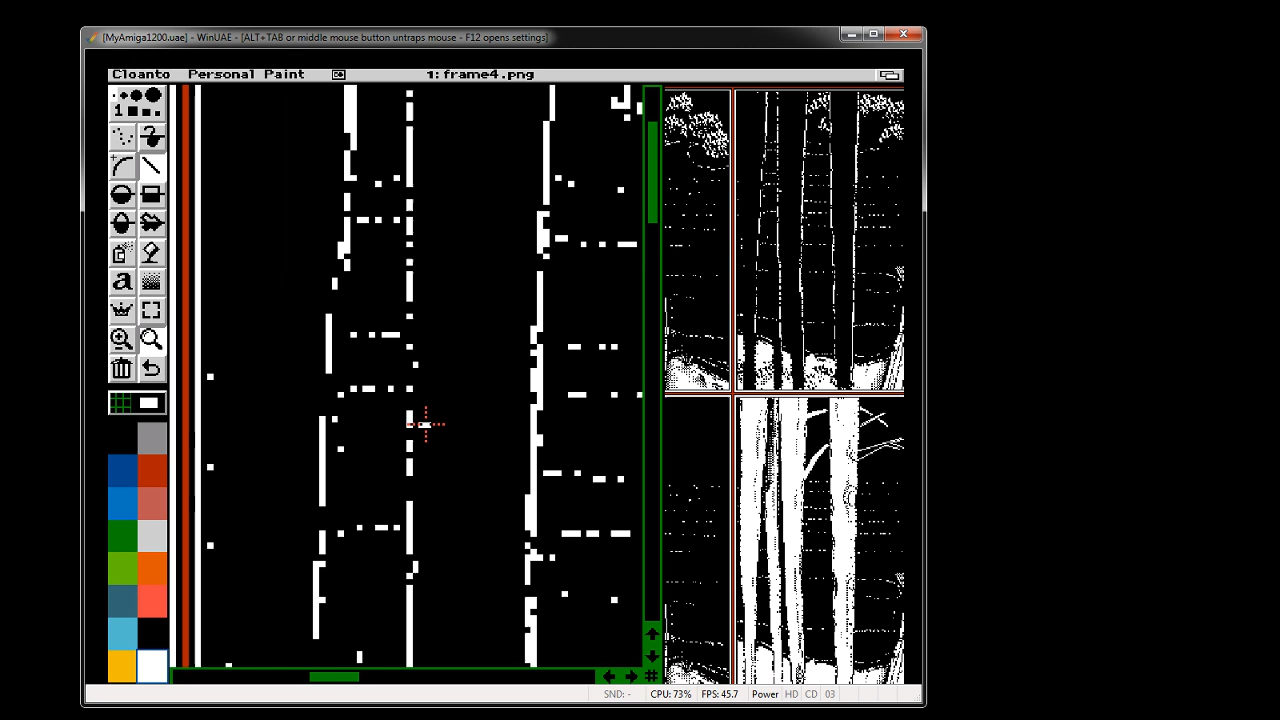 [MyAmiga1200.uae] - WinUAE - [ALT+TAB or middle mouse button untraps mouse - F12 opens settings]
Cloanto Personal Paint 1: frame4.png
1
a
SND: - CPU: 73% FPS: 45.7 Power HD CD 03